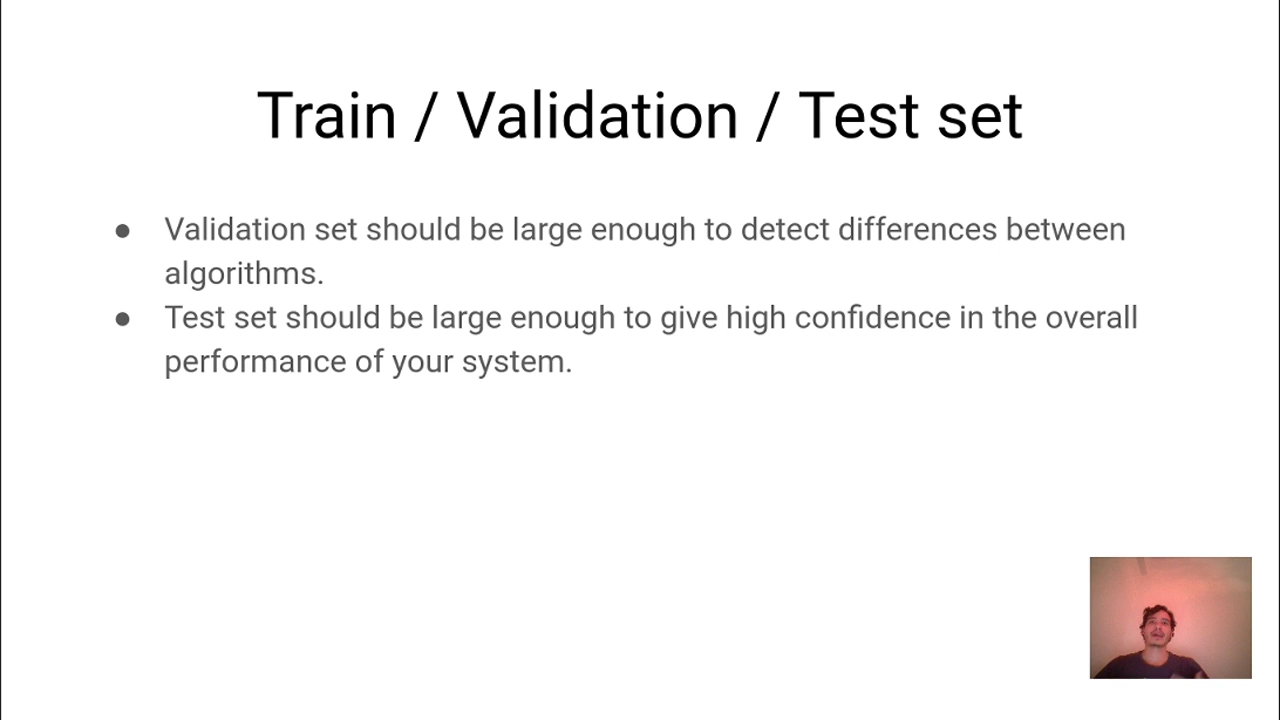 Train / Validation / Test set
● Validation set should be large enough to detect differences between
algorithms.
● Test set should be large enough to give high confidence in the overall
performance of your system.